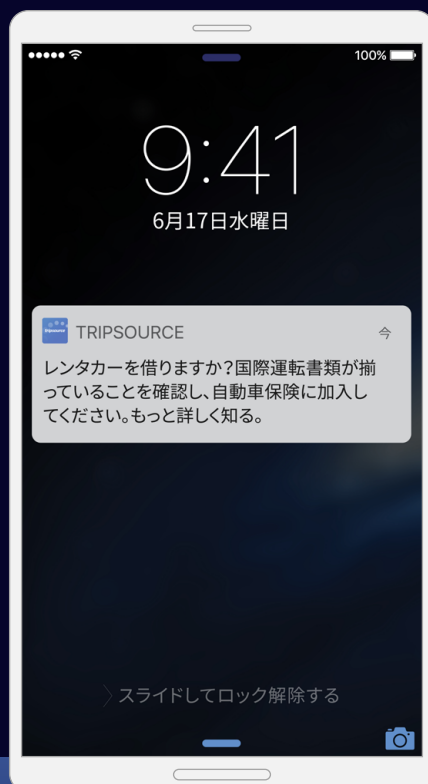 100%
9:41
6月17日水曜日
TRIPSOURCE
今
レンタカーを借りますか?国際運転書類が揃
っていることを確認し、自動車保険に加入し
てください。もっと詳しく知る。
スライドしてロック解除する